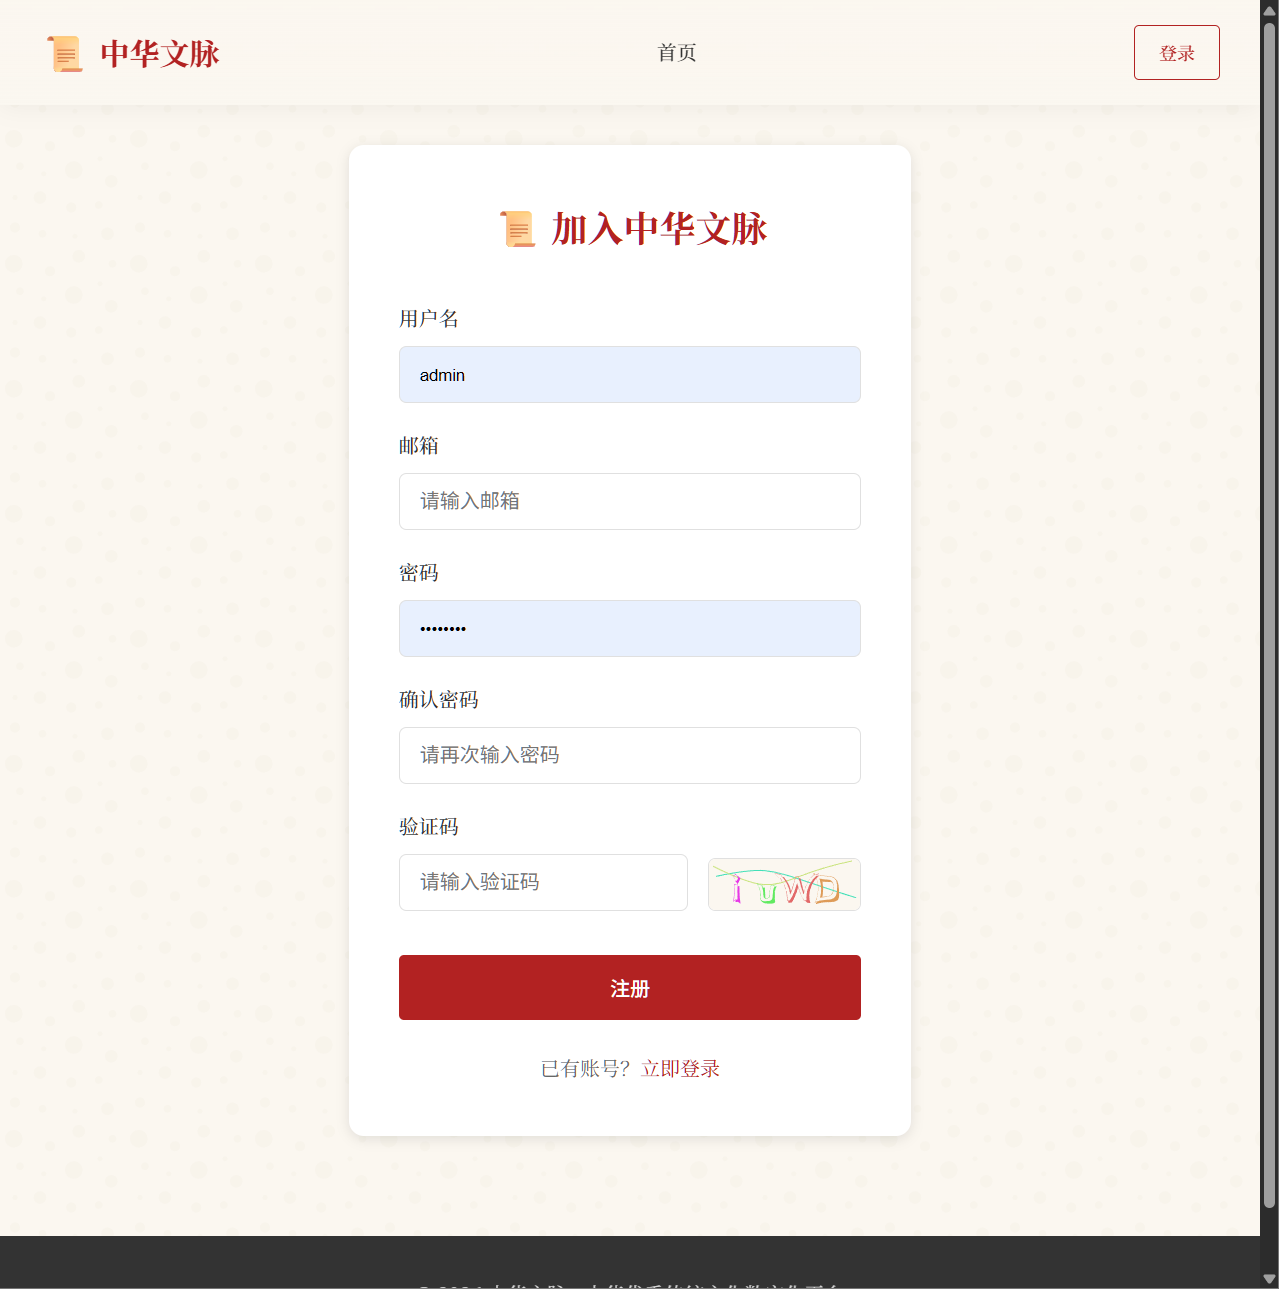 中华文脉
首页
登录
加入中华文脉
用户名
admin
邮箱
请输入邮箱
密码
••••••••
确认密码
请再次输入密码
验证码
请输入验证码
iuWD
注册
已有账号？立即登录